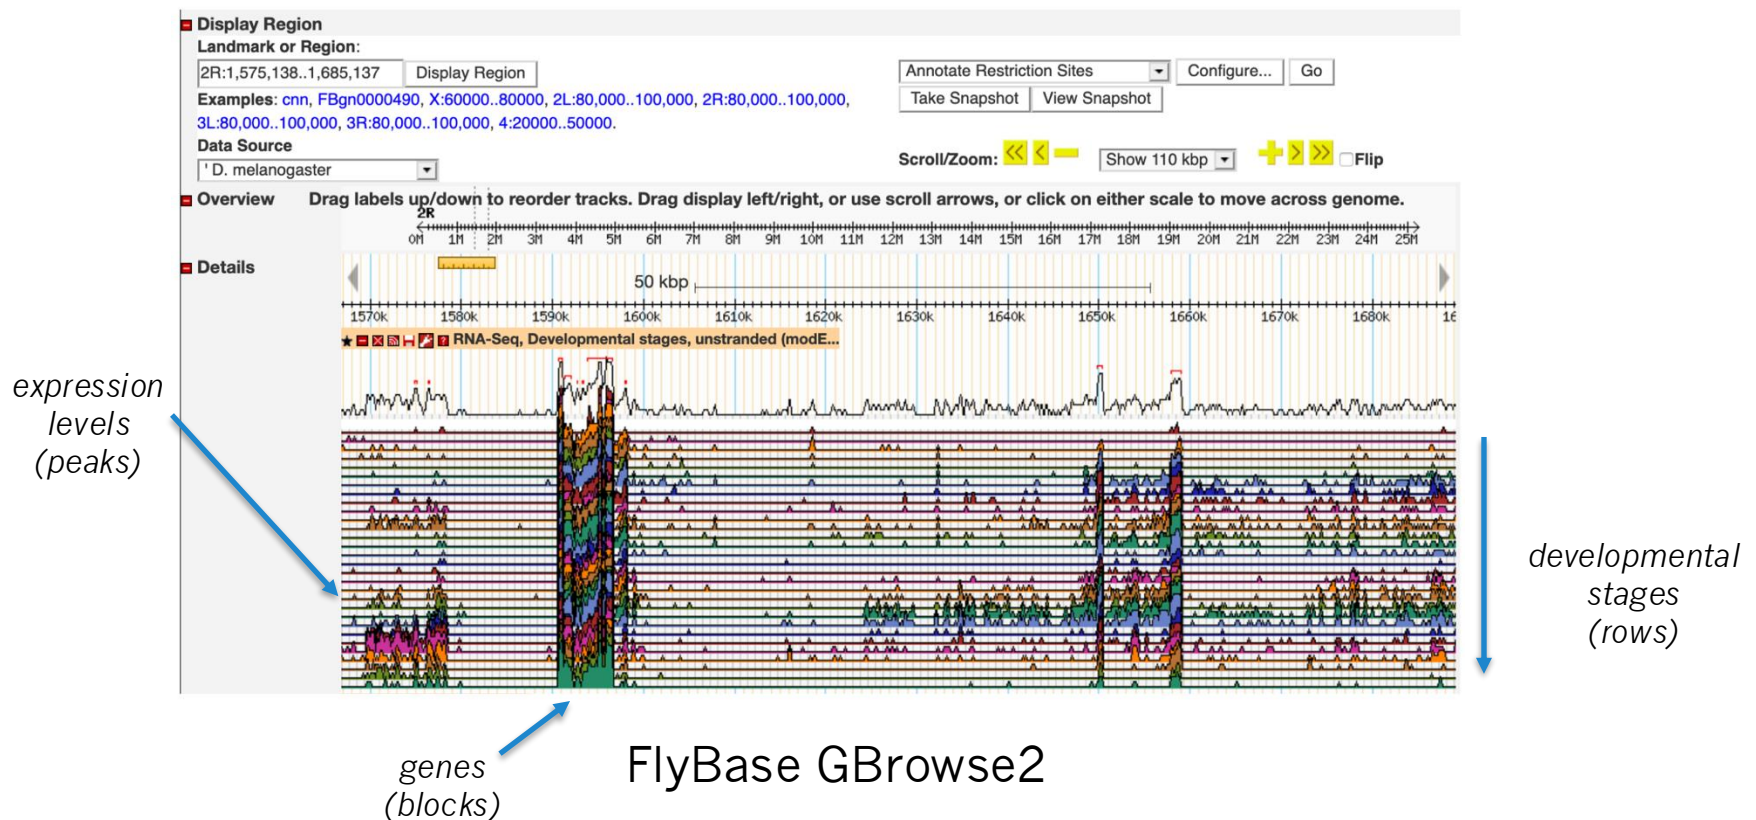 Display Region
Landmark or Region:
2R:1,575,138..1,685,137 Display Region
Annotate Restriction Sites Configure... Go
Examples: cnn, FBgn0000490, X:60000..80000, 2L:80,000..100,000, 2R:80,000..100,000,
Take Snapshot View Snapshot
3L:80,000..100,000, 3R:80,000..100,000, 4:20000..50000.
Data Source
Scroll/Zoom: << < Show 110 kbp > >> Flip
' D. melanogaster
Overview Drag labels up/down to reorder tracks. Drag display left/right, or use scroll arrows, or click on either scale to move across genome.
2R
0M 1M 2M 3M 4M 5M 6M 7M 8M 9M 10M 11M 12M 13M 14M 15M 16M 17M 18M 19M 20M 21M 22M 23M 24M 25M
Details
50 kbp
1570k 1580k 1590k 1600k 1610k 1620k 1630k 1640k 1650k 1660k 1670k 1680k 16
RNA-Seq, Developmental stages, unstranded (modE...
expression
levels
(peaks)
developmental
stages
(rows)
genes
(blocks)
FlyBase GBrowse2